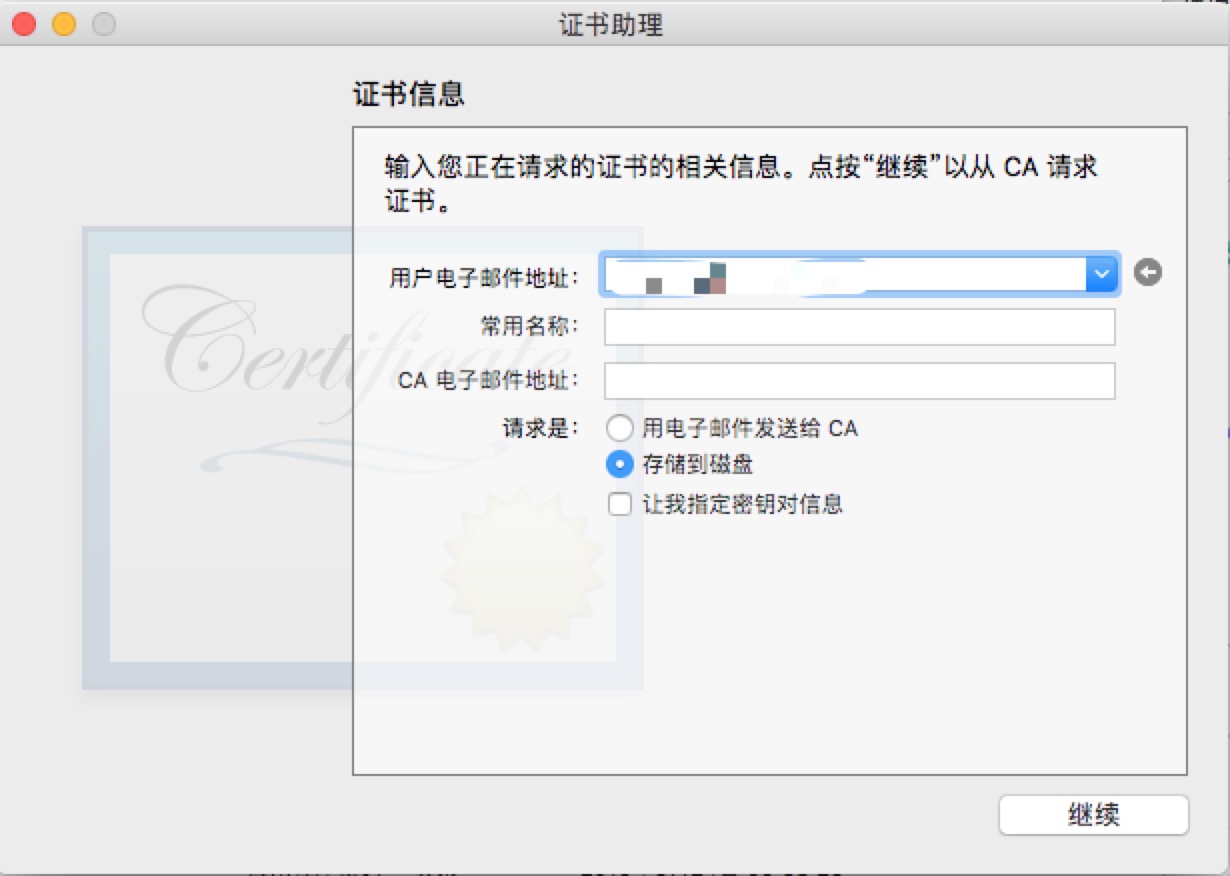 证书助理
证书信息
输入您正在请求的证书的相关信息。点按“继续”以从 CA 请求
证书。
Certificate
用户电子邮件地址：
常用名称：
CA 电子邮件地址：
请求是：
用电子邮件发送给 CA
存储到磁盘
让我指定密钥对信息
继续